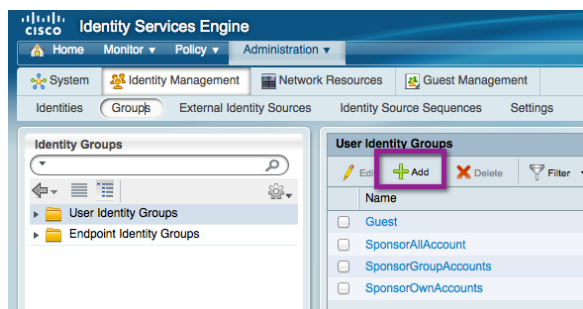 cisco Identity Services Engine
Home Monitor ▾ Policy ▾ Administration ▾
System Identity Management Network Resources Guest Management
Identities Groups External Identity Sources Identity Source Sequences Settings
Identity Groups
User Identity Groups
Endpoint Identity Groups
User Identity Groups
Edit Add Delete Filter
Name
Guest
SponsorAllAccount
SponsorGroupAccounts
SponsorOwnAccounts